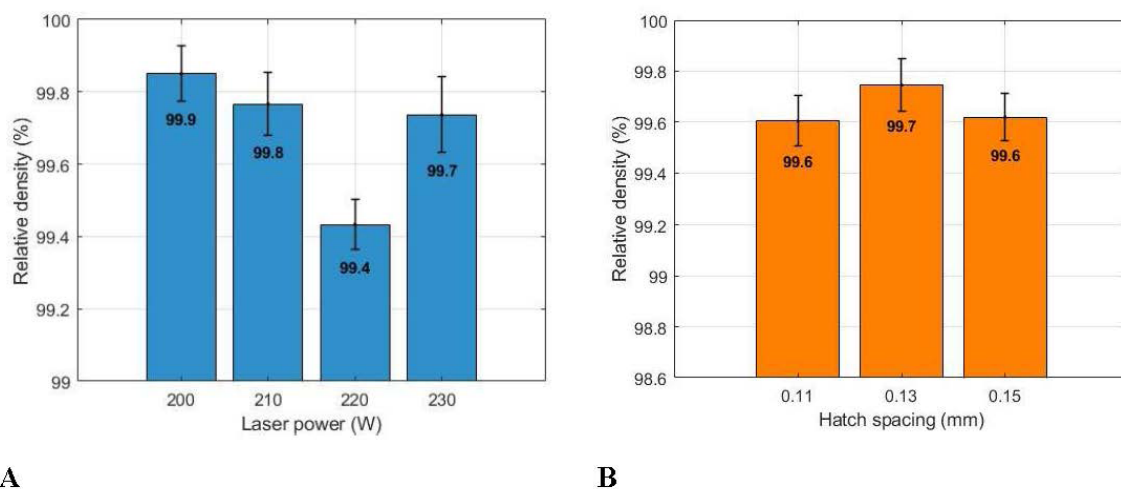 100
99.8
99.6
99.4
99.2
99
Relative density (%)
99.9
99.8
99.4
99.7
200 210 220 230
Laser power (W)
A
100
99.8
99.6
99.4
99.2
99
98.8
98.6
Relative density (%)
99.6
99.7
99.6
0.11 0.13 0.15
Hatch spacing (mm)
B